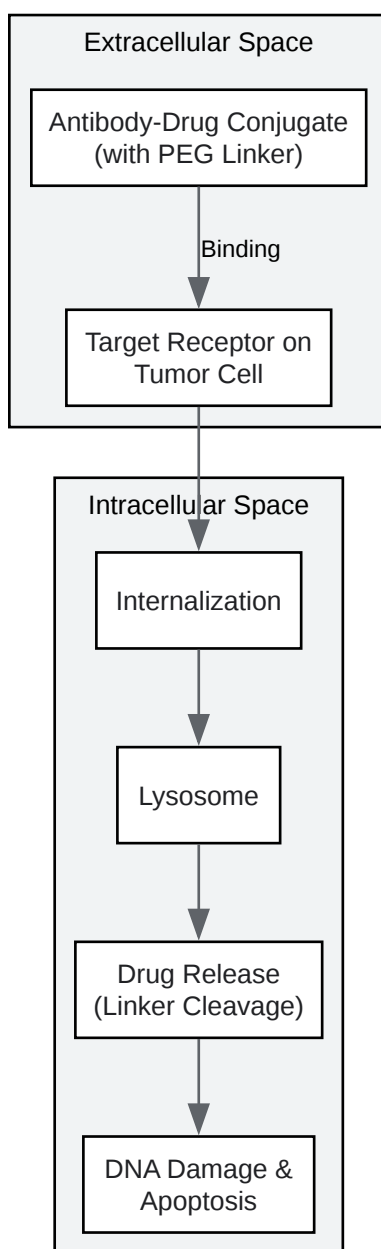 Extracellular Space
Antibody-Drug Conjugate
(with PEG Linker)
Binding
Target Receptor on
Tumor Cell
Intracellular Space
Internalization
Lysosome
Drug Release
(Linker Cleavage)
DNA Damage &
Apoptosis